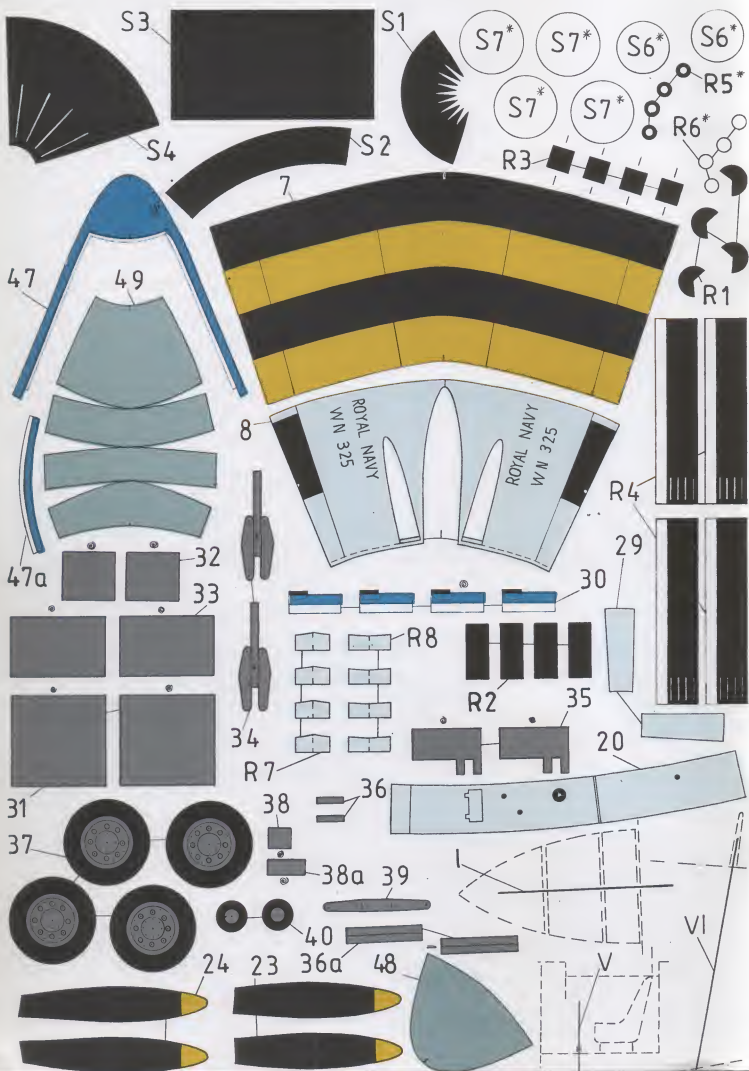 S3
S1
S7*
S7*
S6*
S6*
S4
S2
S7*
S7*
R5*
R6*
R3
7
R1
47
49
8
ROYAL NAVY
WN 325
ROYAL NAVY
WN 325
R4
47a
32
29
33
30
R8
34
R2
35
R7
20
31
36
37
38
38a
39
I
VI
40
36a
24
23
48
V